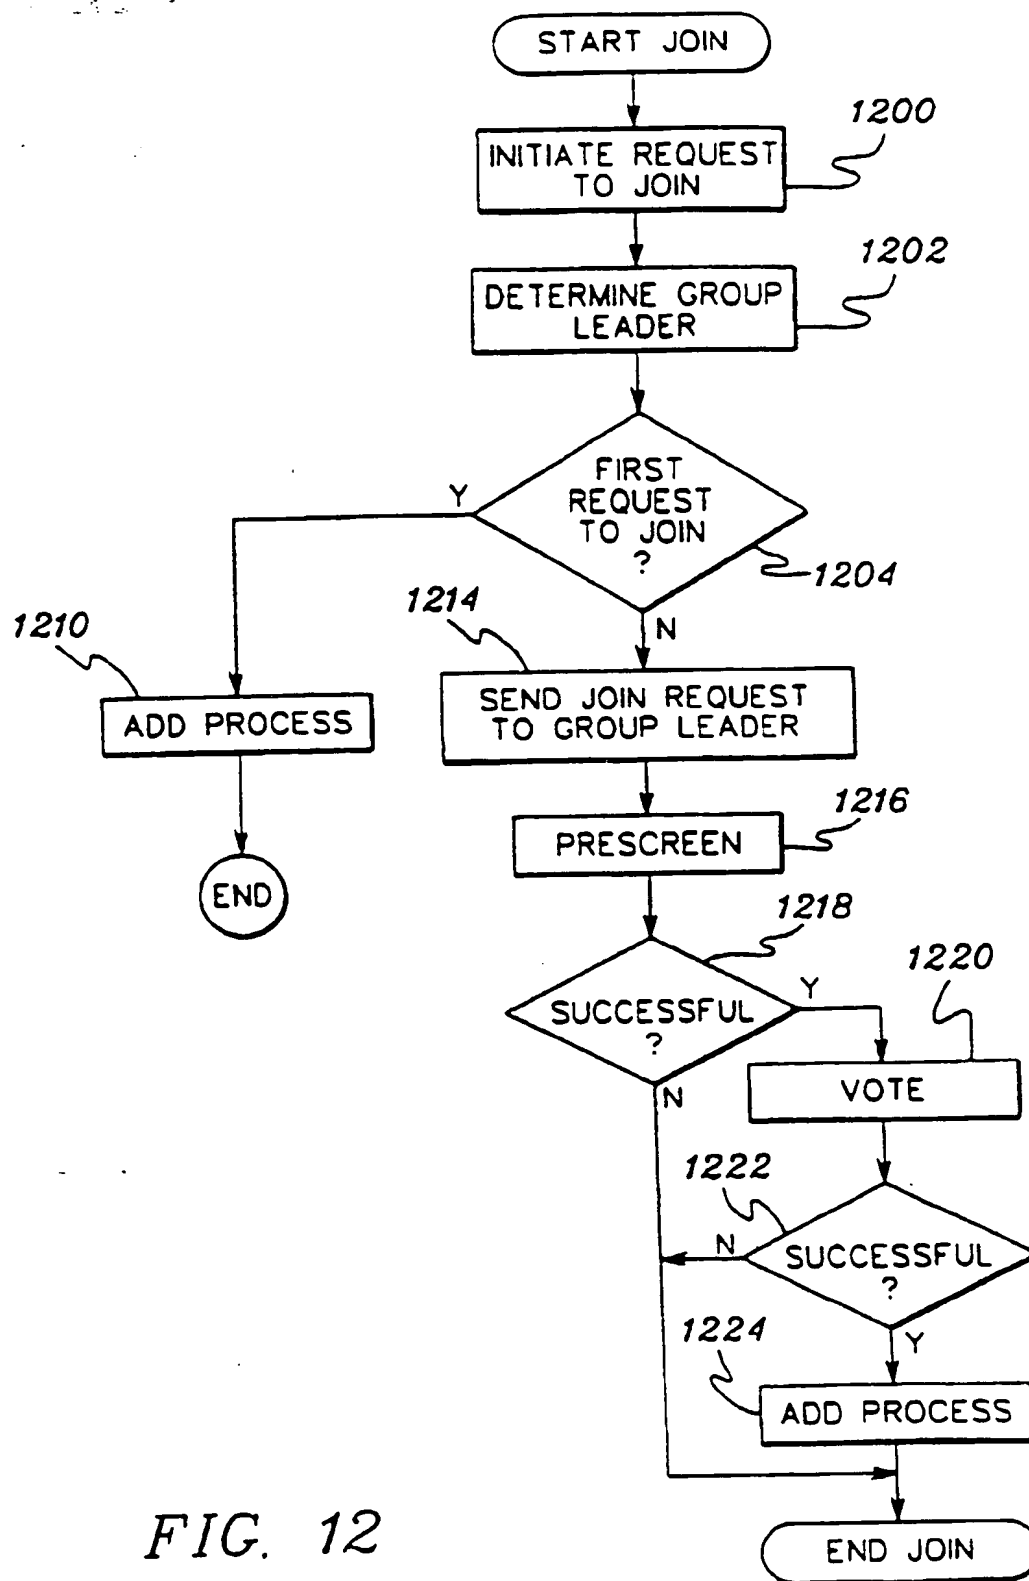 START JOIN
1200
INITIATE REQUEST
TO JOIN
1202
DETERMINE GROUP
LEADER
FIRST
REQUEST
TO JOIN
?
Y
1204
N
1214
1210
SEND JOIN REQUEST
TO GROUP LEADER
ADD PROCESS
1216
PRESCREEN
END
1218
1220
SUCCESSFUL
?
Y
N
VOTE
1222
N
SUCCESSFUL
?
1224
Y
ADD PROCESS
END JOIN
FIG. 12